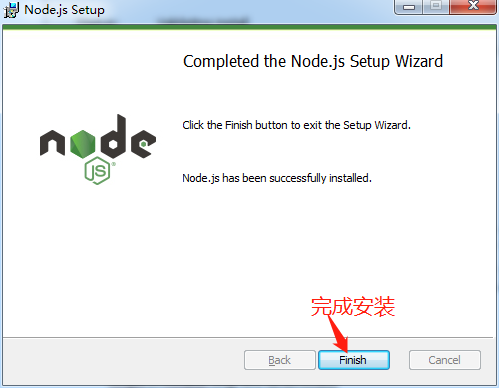 Node.js Setup
Completed the Node.js Setup Wizard
Click the Finish button to exit the Setup Wizard.
node
JS
Node.js has been successfully installed.
完成安装
Back
Finish
Cancel